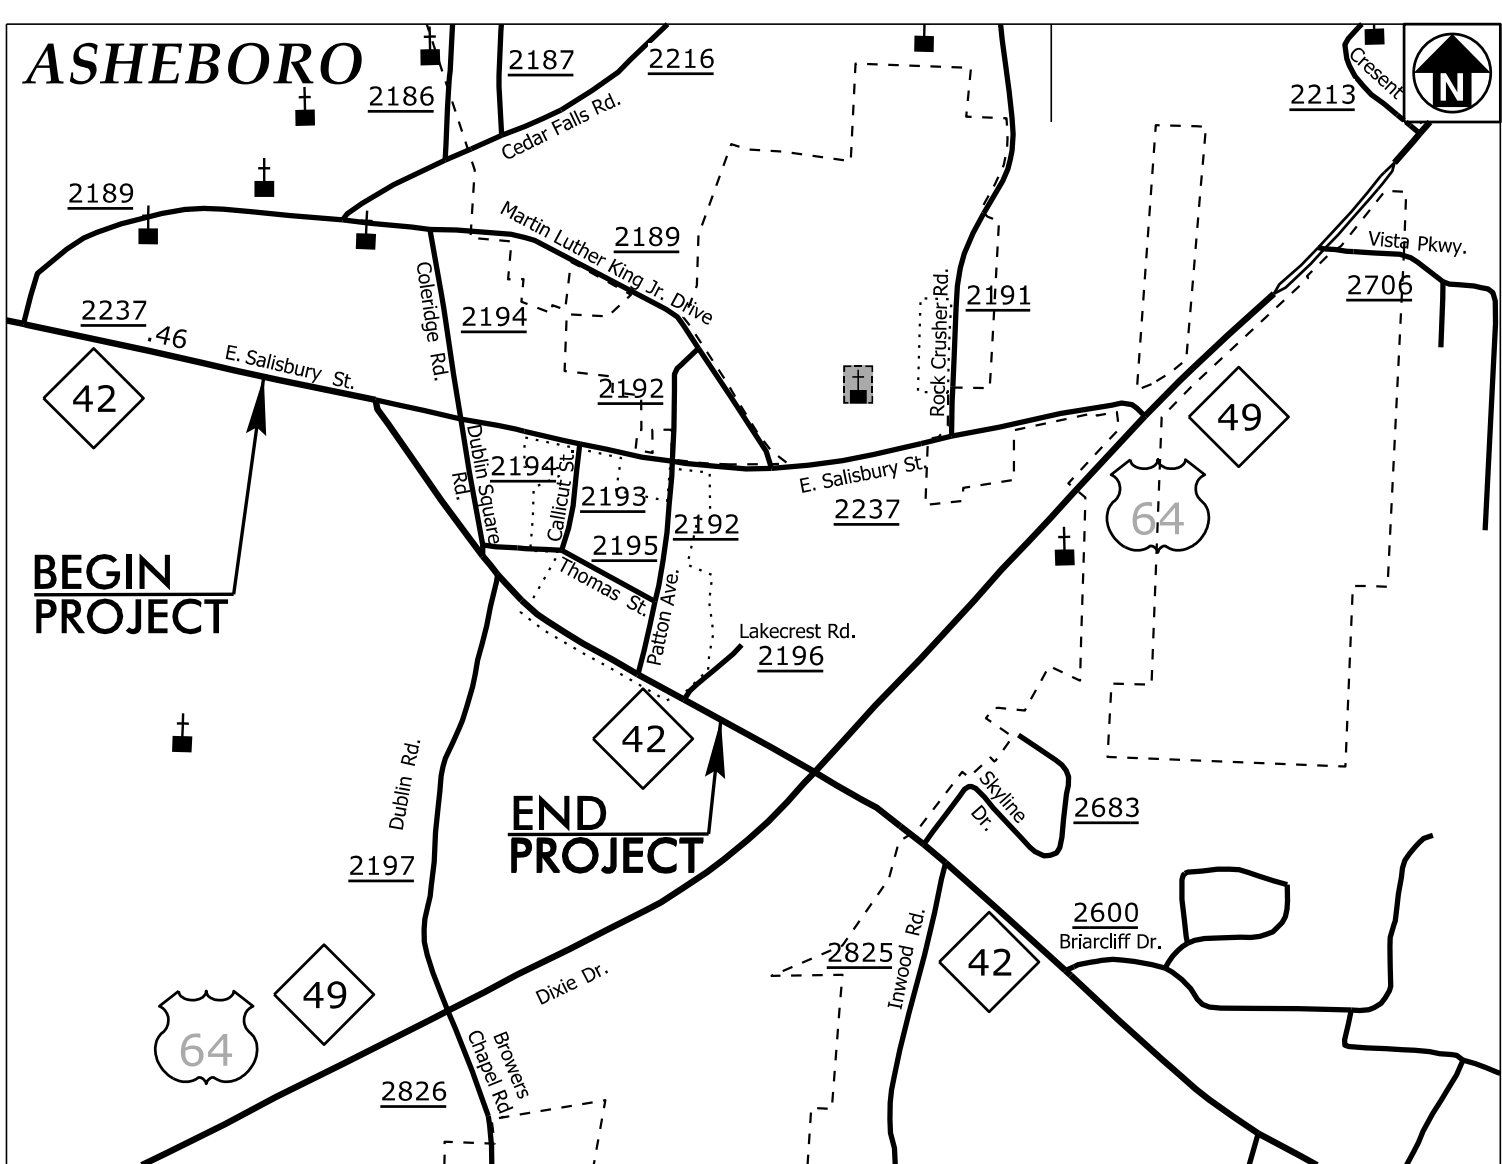 ASHEBORO
2187
2216
2186
Cedar Falls Rd.
2213
Cresent
N
2189
Martin Luther King Jr. Drive
2189
Vista Pkwy.
2706
Coleridge Rd.
2194
2237
.46
E. Salisbury St.
42
Rock Crusher Rd.
2191
2192
49
64
Dublin Square
Rd.
2194
Callicut St.
2193
2195
2192
E. Salisbury St.
2237
BEGIN
PROJECT
Thomas St.
Patton Ave.
Lakecrest Rd.
2196
42
Dublin Rd.
END
PROJECT
2197
Skyline
Dr.
2683
2600
Briarcliff Dr.
2825
Inwood Rd.
42
Dixie Dr.
49
64
Browers
Chapel Rd.
2826